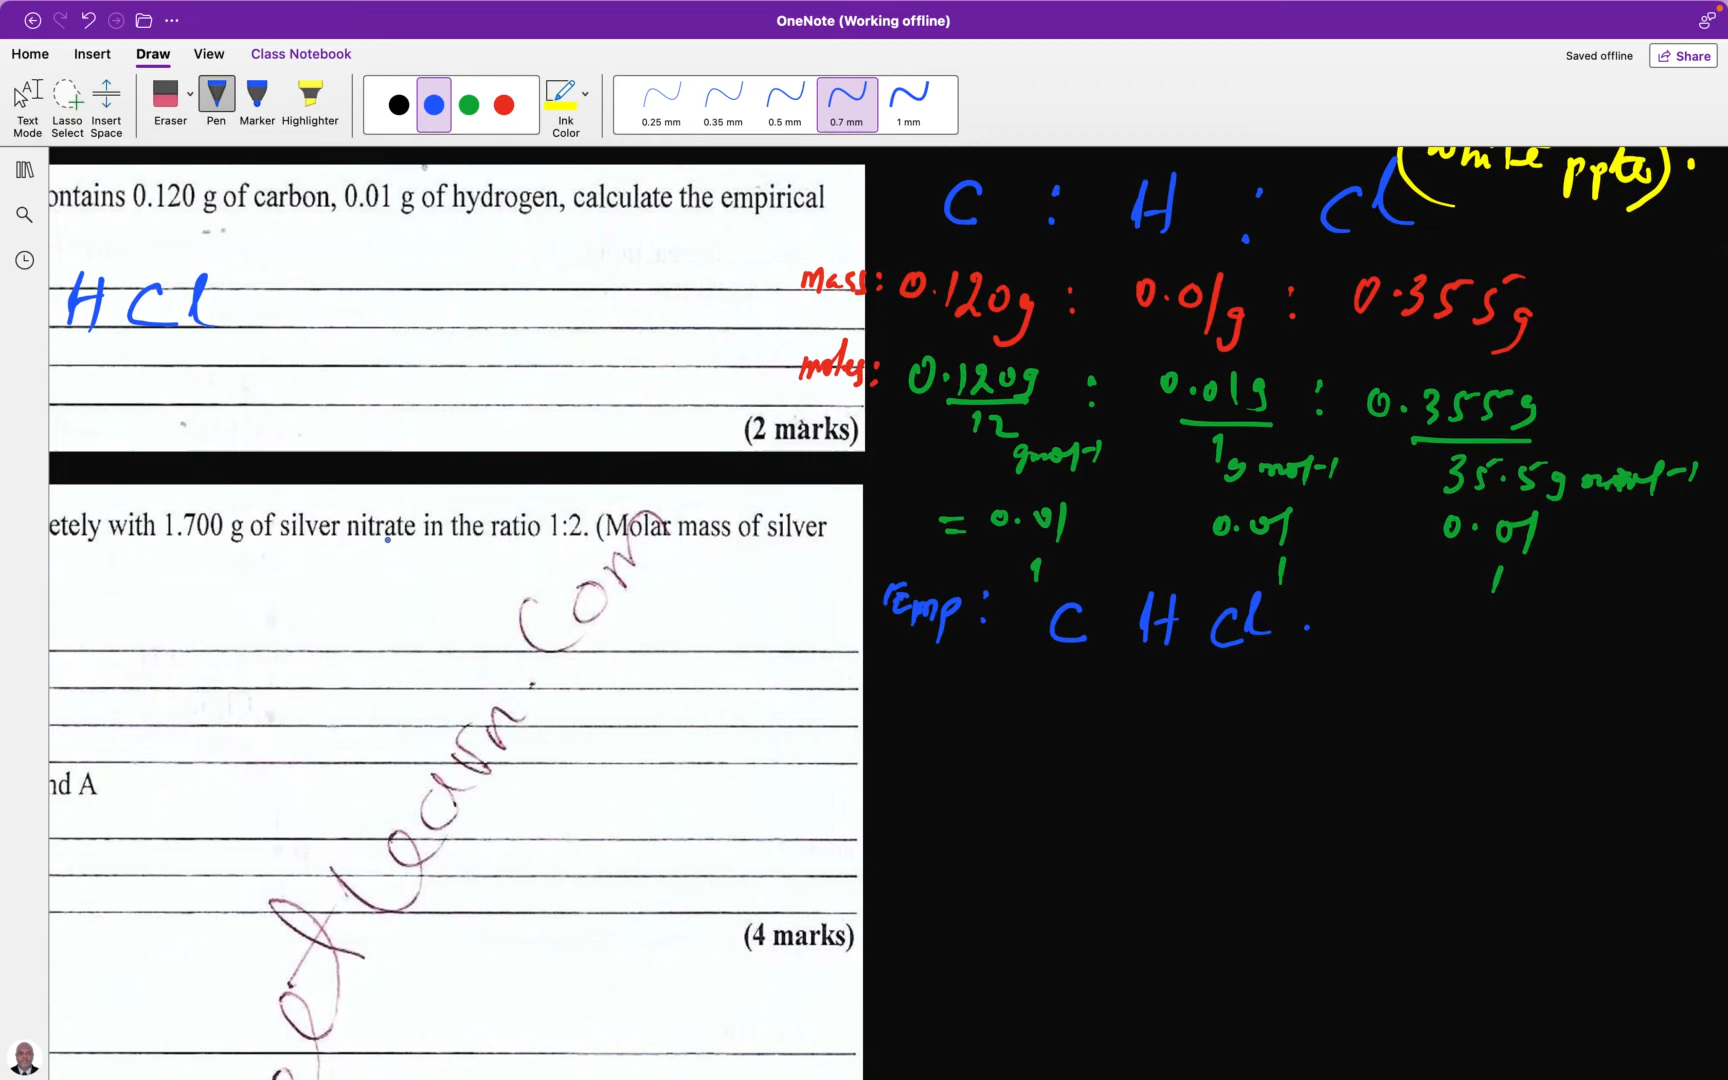 OneNote (Working offline)
Home Insert Draw View Class Notebook
Saved offline Share
Text Mode
Lasso Select
Insert Space
Eraser
Pen
Marker
Highlighter
Ink Color
0.25 mm 0.35 mm 0.5 mm 0.7 mm 1 mm
ontains 0.120 g of carbon, 0.01 g of hydrogen, calculate the empirical
H Cl
(2 marks)
etely with 1.700 g of silver nitrate in the ratio 1:2. (Molar mass of silver
nd A
(4 marks)
(white pptes).
C : H : Cl
mass: 0.120g : 0.01g : 0.355g
moles: 0.120g : 0.01g : 0.355g
12 gmol-1 1g mol-1 35.5g mol-1
= 0.01 0.01 0.01
1 1 1
Emp: C H Cl.